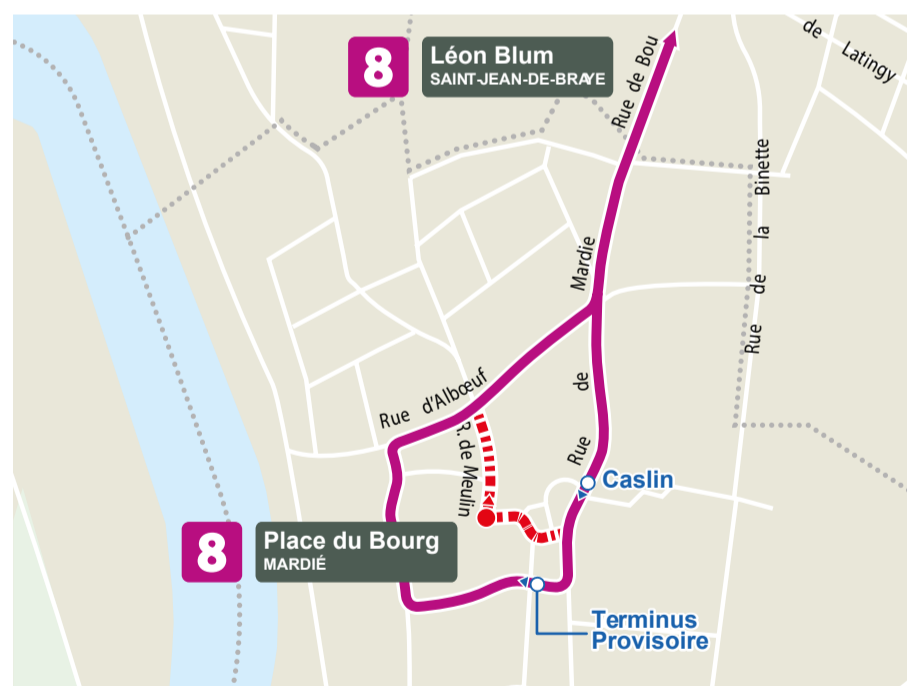 8
Léon Blum
SAINT-JEAN-DE-BRAYE
Rue de Bou
de Latingy
Rue de la Binette
Rue de Mardie
Rue d'Albœuf
R. de Meulin
Caslin
8
Place du Bourg
MARDIÉ
Terminus
Provisoire